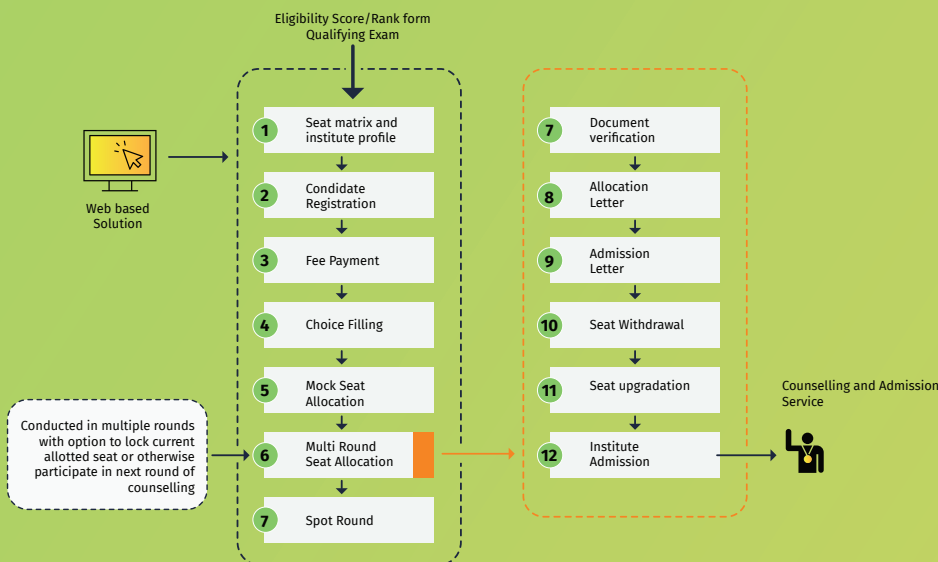 Eligibility Score/Rank form
Qualifying Exam
Web based
Solution
1
Seat matrix and
institute profile
2
Candidate
Registration
3
Fee Payment
4
Choice Filling
5
Mock Seat
Allocation
Conducted in multiple rounds
with option to lock current
allotted seat or otherwise
participate in next round of
counselling
6
Multi Round
Seat Allocation
7
Spot Round
7
Document
verification
8
Allocation
Letter
9
Admission
Letter
10
Seat Withdrawal
11
Seat upgradation
12
Institute
Admission
Counselling and Admission
Service